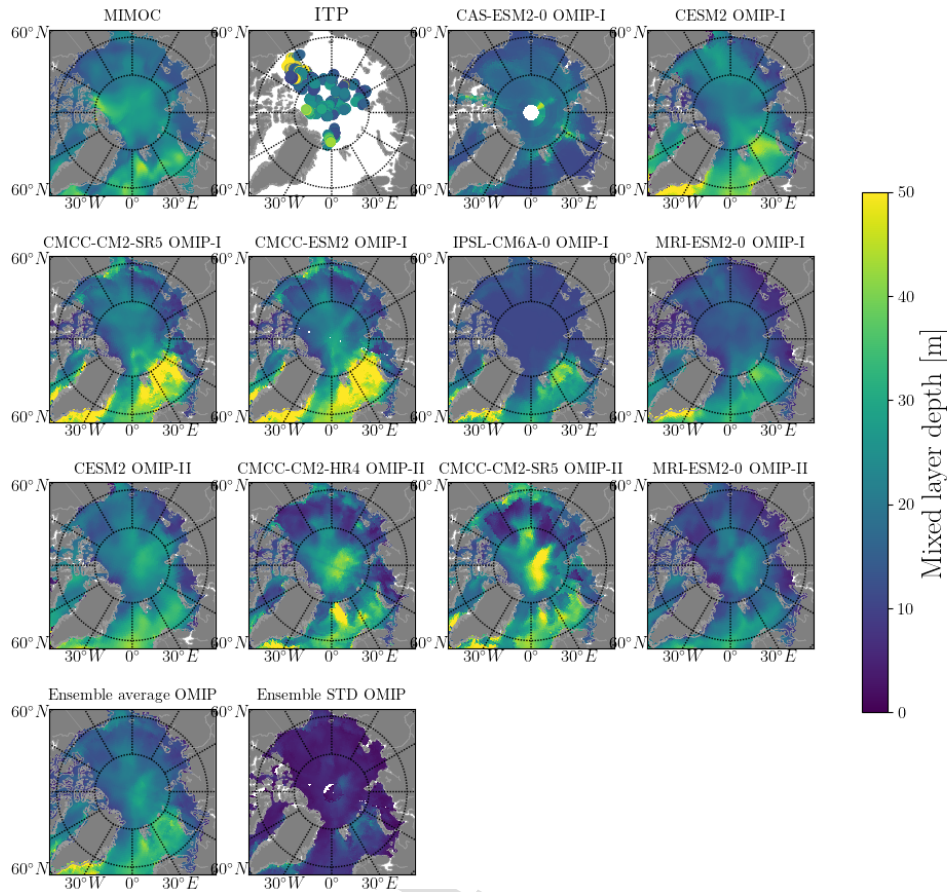 MIMOC
ITP
CAS-ESM2-0 OMIP-I
CESM2 OMIP-I
60°N
60°N
60°N
60°N
60°N
60°N
60°N
60°N
30°W 0° 30°E
30°W 0° 30°E
30°W 0° 30°E
30°W 0° 30°E
CMCC-CM2-SR5 OMIP-I
CMCC-ESM2 OMIP-I
IPSL-CM6A-0 OMIP-I
MRI-ESM2-0 OMIP-I
60°N
60°N
60°N
60°N
60°N
60°N
60°N
60°N
30°W 0° 30°E
30°W 0° 30°E
30°W 0° 30°E
30°W 0° 30°E
CESM2 OMIP-II
CMCC-CM2-HR4 OMIP-II
CMCC-CM2-SR5 OMIP-II
MRI-ESM2-0 OMIP-II
60°N
60°N
60°N
60°N
60°N
60°N
60°N
60°N
30°W 0° 30°E
30°W 0° 30°E
30°W 0° 30°E
30°W 0° 30°E
Ensemble average OMIP
Ensemble STD OMIP
60°N
60°N
60°N
60°N
30°W 0° 30°E
30°W 0° 30°E
50
40
30
20
10
0
Mixed layer depth [m]